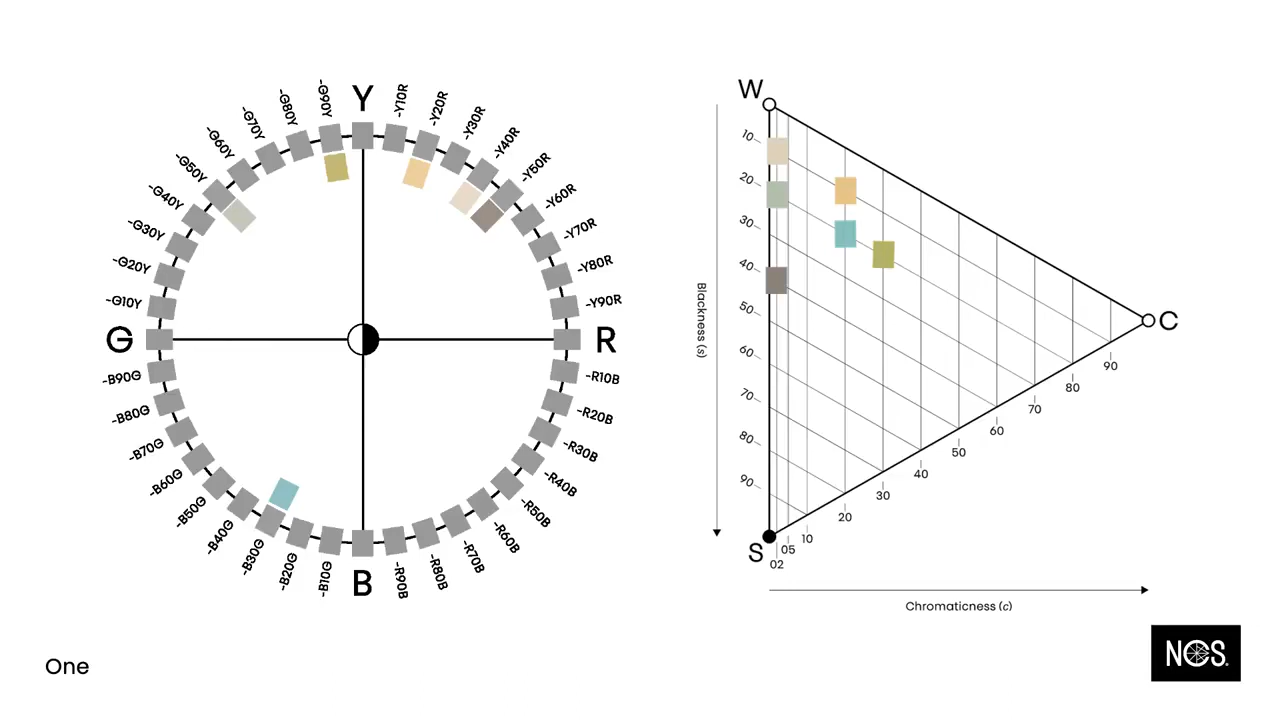 Y
-Y10R
-Y20R
-Y30R
-Y40R
-Y50R
-Y60R
-Y70R
-Y80R
-Y90R
R
-R10B
-R20B
-R30B
-R40B
-R50B
-R60B
-R70B
-R80B
-R90B
B
-B10G
-B20G
-B30G
-B40G
-B50G
-B60G
-B70G
-B80G
-B90G
G
-G10Y
-G20Y
-G30Y
-G40Y
-G50Y
-G60Y
-G70Y
-G80Y
-G90Y
W
10
20
30
40
50
60
70
80
90
S
02
05
10
20
30
40
50
60
70
80
90
C
Blackness (s)
Chromaticness (c)
One
NCS